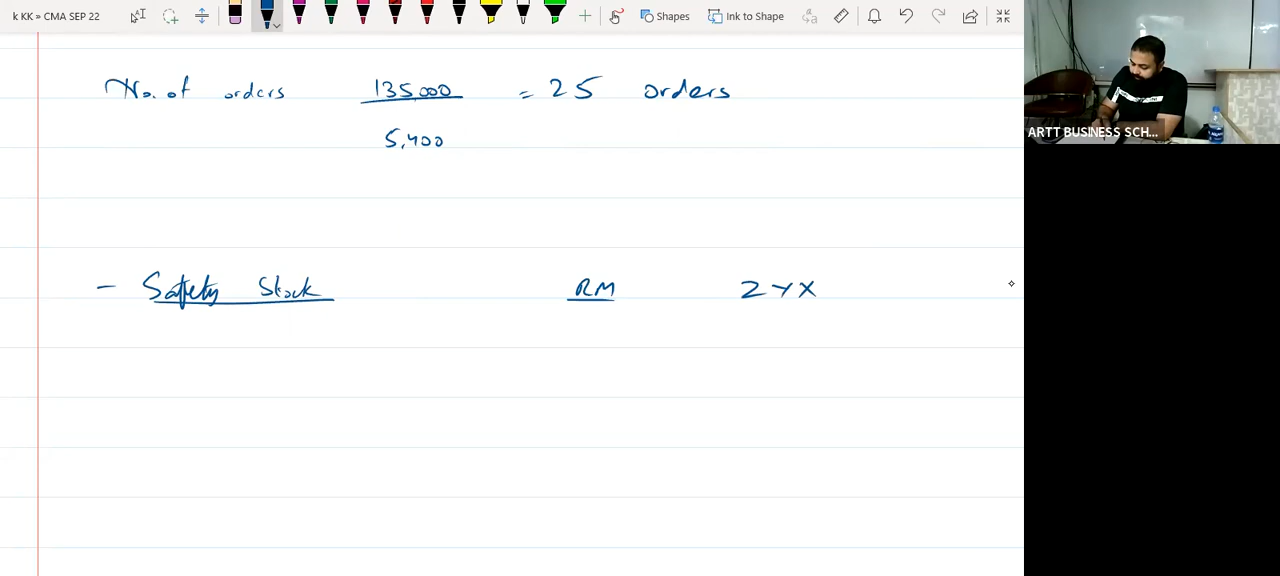 k KK » CMA SEP 22
Shapes
Ink to Shape
No. of orders 135,000 = 25 orders
5,400
- Safety Stock RM ZYX
ARTT BUSINESS SCH...